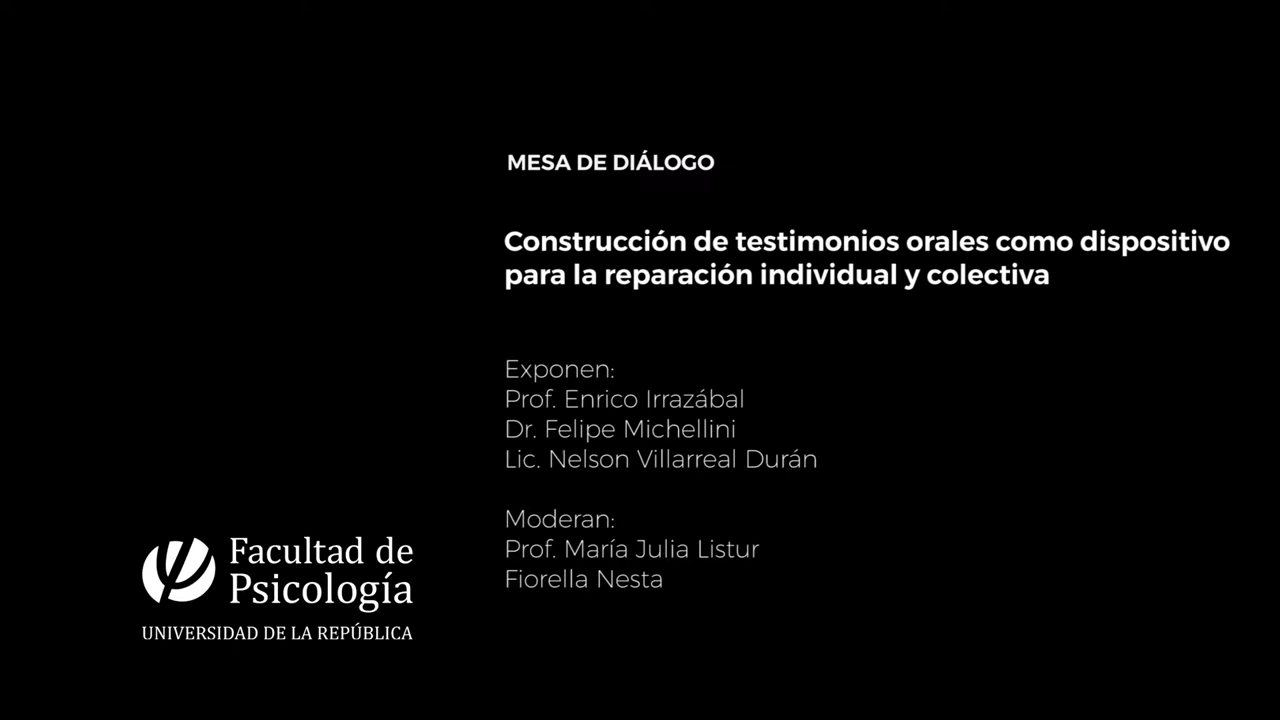 MESA DE DIÁLOGO
Construcción de testimonios orales como dispositivo
para la reparación individual y colectiva
Exponen:
Prof. Enrico Irrazábal
Dr. Felipe Michellini
Lic. Nelson Villarreal Durán
Moderan:
Prof. María Julia Listur
Fiorella Nesta
Facultad de
Psicología
UNIVERSIDAD DE LA REPÚBLICA